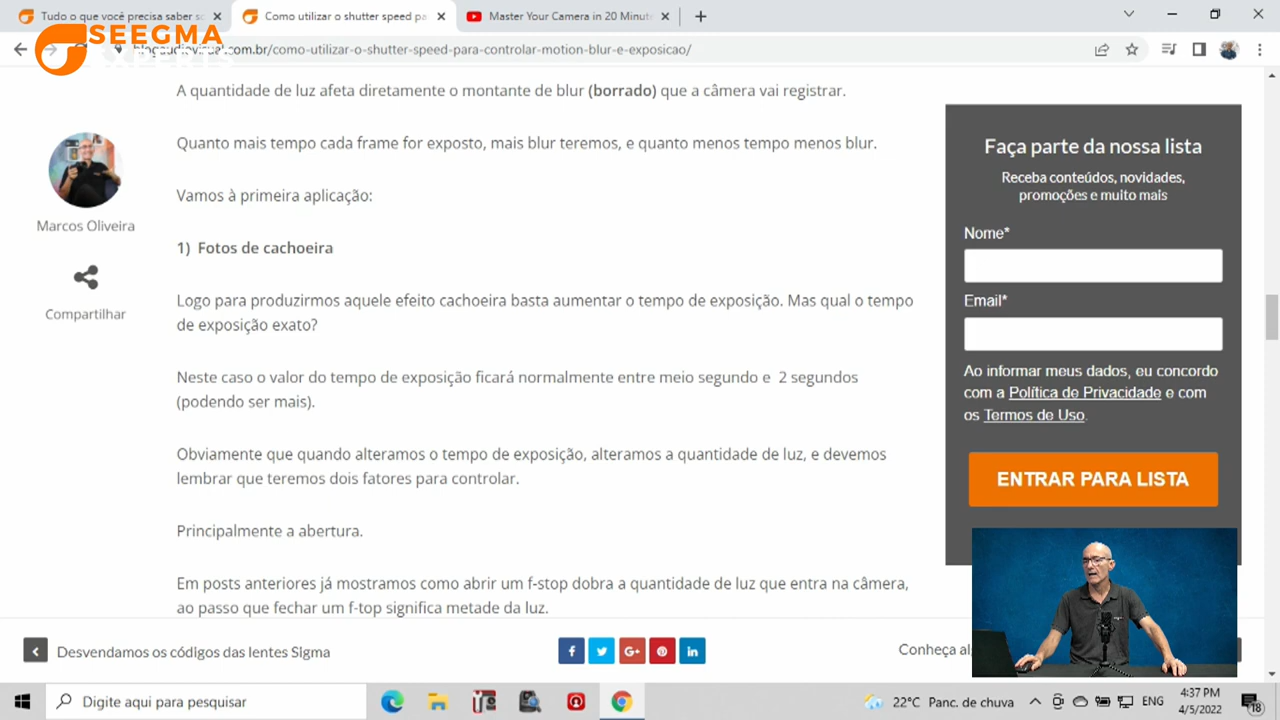 Tudo o que você precisa saber s
Como utilizar o shutter speed pa
Master Your Camera in 20 Minute
SEEGMA
XPERTS
blogaudiovisual.com.br/como-utilizar-o-shutter-speed-para-controlar-motion-blur-e-exposicao/
A quantidade de luz afeta diretamente o montante de blur (borrado) que a câmera vai registrar.
Quanto mais tempo cada frame for exposto, mais blur teremos, e quanto menos tempo menos blur.
Vamos à primeira aplicação:
Marcos Oliveira
Compartilhar
1) Fotos de cachoeira
Logo para produzirmos aquele efeito cachoeira basta aumentar o tempo de exposição. Mas qual o tempo
de exposição exato?
Neste caso o valor do tempo de exposição ficará normalmente entre meio segundo e 2 segundos
(podendo ser mais).
Obviamente que quando alteramos o tempo de exposição, alteramos a quantidade de luz, e devemos
lembrar que teremos dois fatores para controlar.
Principalmente a abertura.
Em posts anteriores já mostramos como abrir um f-stop dobra a quantidade de luz que entra na câmera,
ao passo que fechar um f-top significa metade da luz.
Faça parte da nossa lista
Receba conteúdos, novidades,
promoções e muito mais
Nome*
Email*
Ao informar meus dados, eu concordo
com a Política de Privacidade e com
os Termos de Uso.
ENTRAR PARA LISTA
Desvendamos os códigos das lentes Sigma
f
G+
in
Conheça al
Digite aqui para pesquisar
22°C Panc. de chuva
ENG
4:37 PM
4/5/2022
18